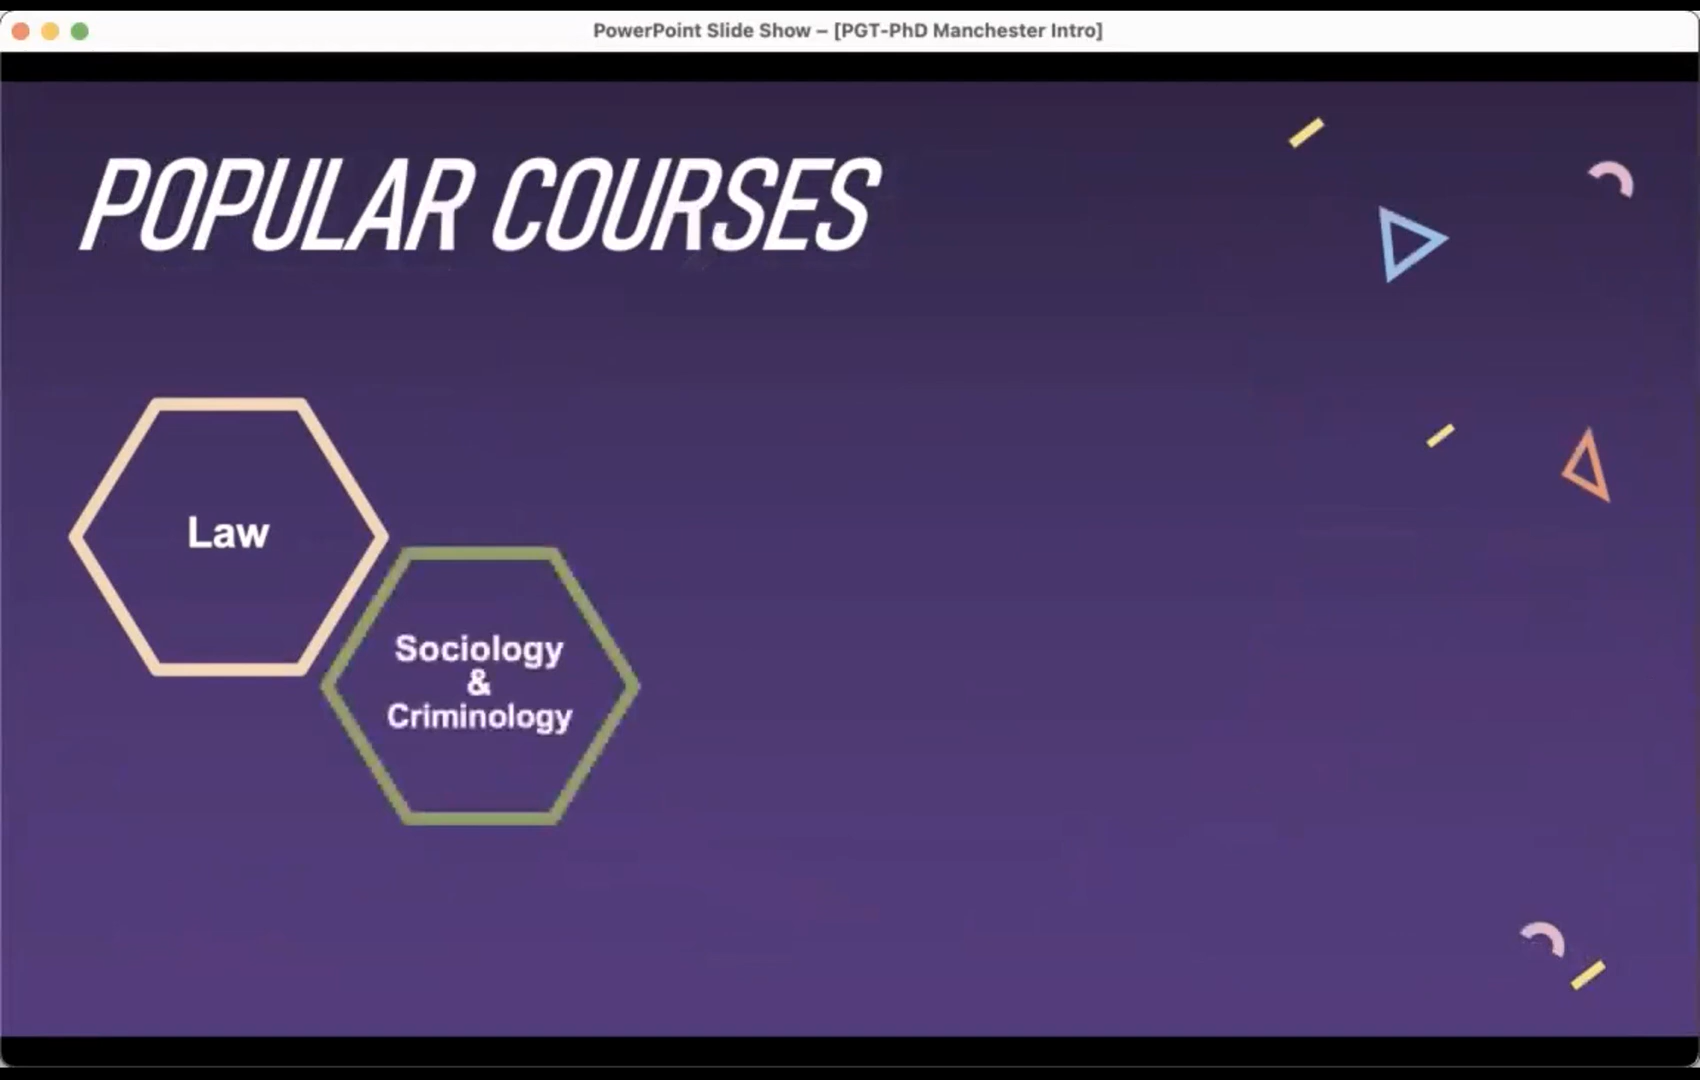 PowerPoint Slide Show – [PGT-PhD Manchester Intro]
POPULAR COURSES
Law
Sociology
&
Criminology